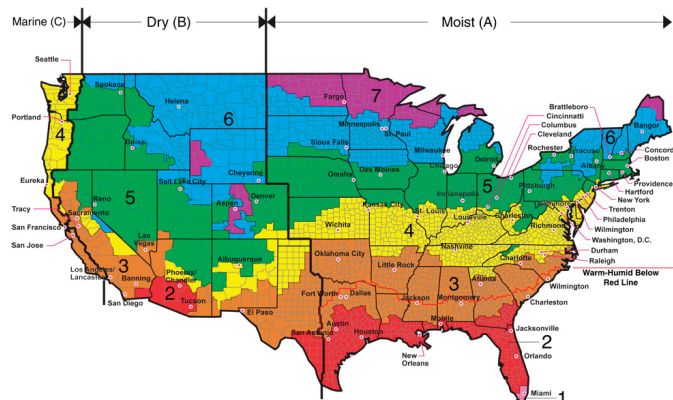 Marine (C)
Dry (B)
Moist (A)
Seattle
Spokane
Helena
Fargo
7
6
Portland
4
Boise
Minneapolis
St. Paul
Sioux Falls
Milwaukee
Brattleboro
Cincinnati
Columbus
Cleveland
Rochester
Syracuse
Albany
6
Bangor
Concord
Boston
Eureka
Salt Lake City
Cheyenne
Omaha
Des Moines
Chicago
Detroit
Pittsburgh
Providence
Hartford
New York
Trenton
Philadelphia
Wilmington
Washington, D.C.
Tracy
Reno
Sacramento
5
Aspen
Denver
Indianapolis
5
Kansas City
St. Louis
Louisville
Charleston
Baltimore
Richmond
San Francisco
San Jose
Las
Vegas
Wichita
4
Nashville
Charlotte
Durham
Raleigh
Warm-Humid Below
Red Line
Los Angeles/
Lancaster
3
Banning
Phoenix/
Chandler
2
Tucson
Albuquerque
Oklahoma City
Little Rock
3
Atlanta
Wilmington
San Diego
El Paso
Fort Worth
Dallas
Jackson
Montgomery
Charleston
Austin
San Antonio
Houston
Mobile
New
Orleans
Jacksonville
2
Orlando
Miami
1